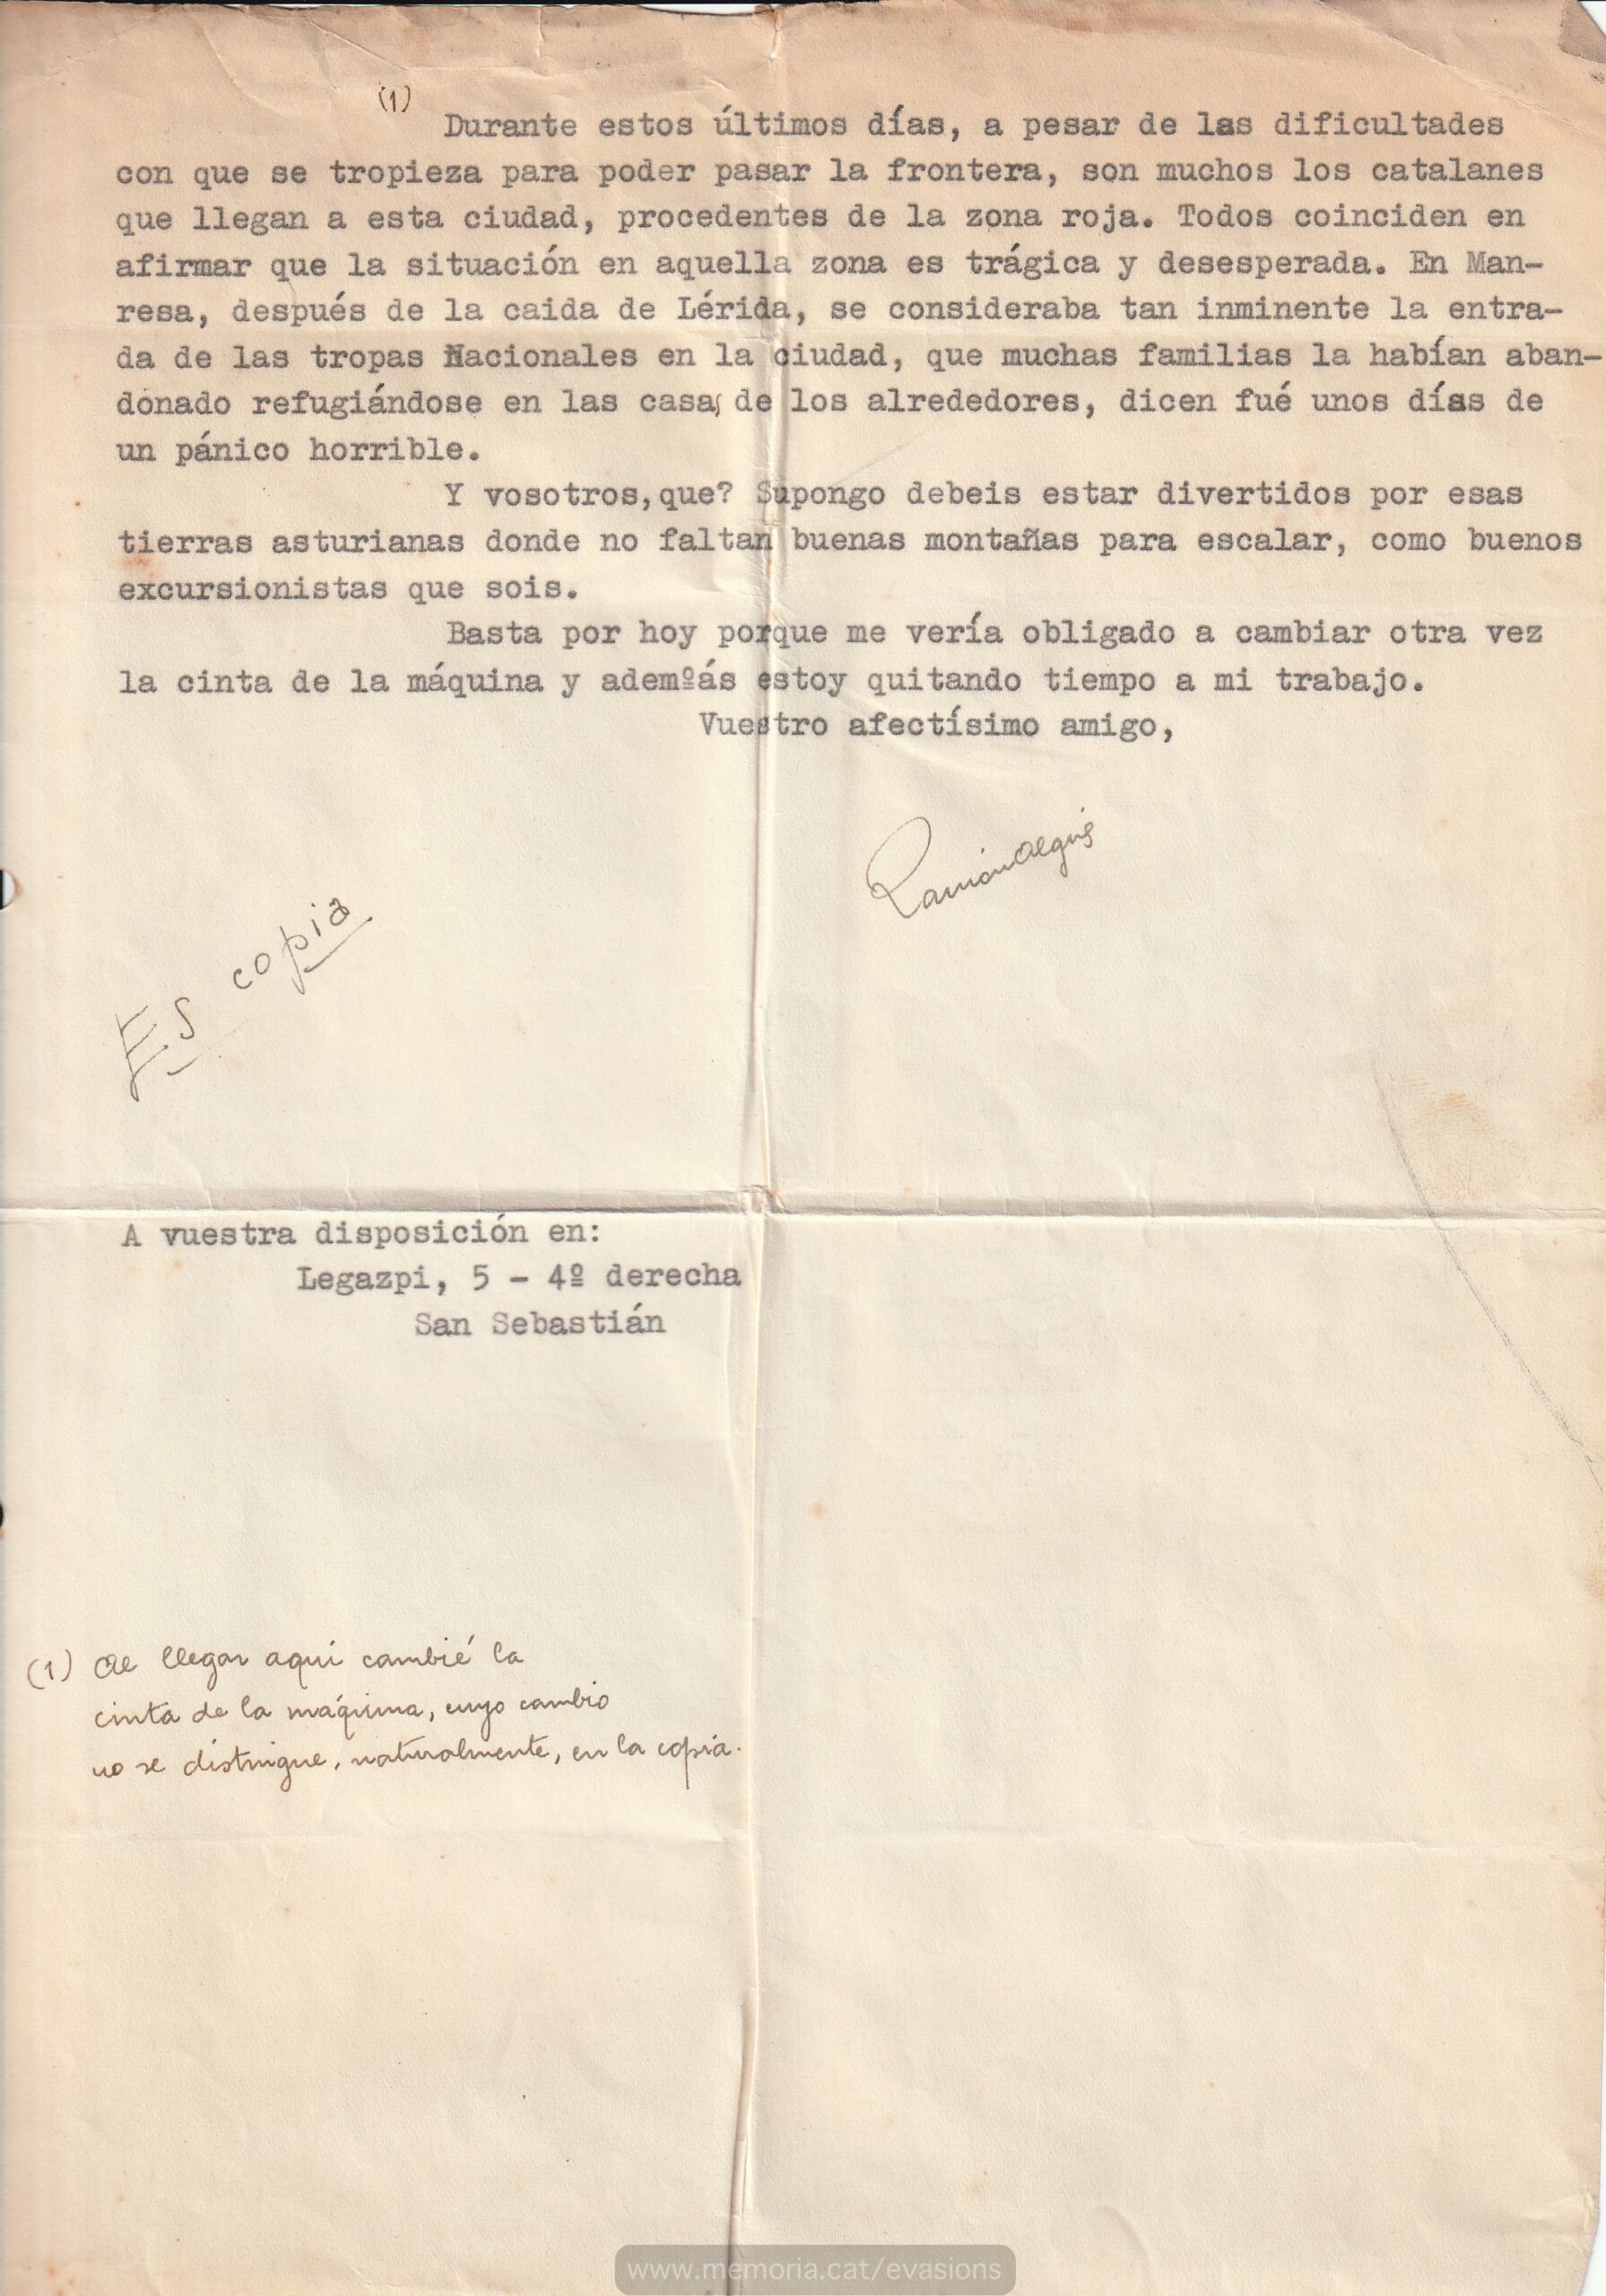 (1)
Durante estos últimos días, a pesar de las dificultades
con que se tropieza para poder pasar la frontera, son muchos los catalanes
que llegan a esta ciudad, procedentes de la zona roja. Todos coinciden en
afirmar que la situación en aquella zona es trágica y desesperada. En Man-
resa, después de la caida de Lérida, se consideraba tan inminente la entra-
da de las tropas Nacionales en la ciudad, que muchas familias la habían aban-
donado refugiándose en las casas de los alrededores, dicen fué unos días de
un pánico horrible.
Y vosotros,que? Supongo debeis estar divertidos por esas
tierras asturianas donde no faltan buenas montañas para escalar, como buenos
excursionistas que sois.
Basta por hoy porque me vería obligado a cambiar otra vez
la cinta de la máquina y ademºás estoy quitando tiempo a mi trabajo.
Vuestro afectísimo amigo,
Ramón Algué
Es copia
A vuestra disposición en:
Legazpi, 5 - 4º derecha
San Sebastián
(1) Al llegar aquí cambié la
cinta de la máquina, cuyo cambio
no se distingue, naturalmente, en la copia.
www.memoria.cat/evasions